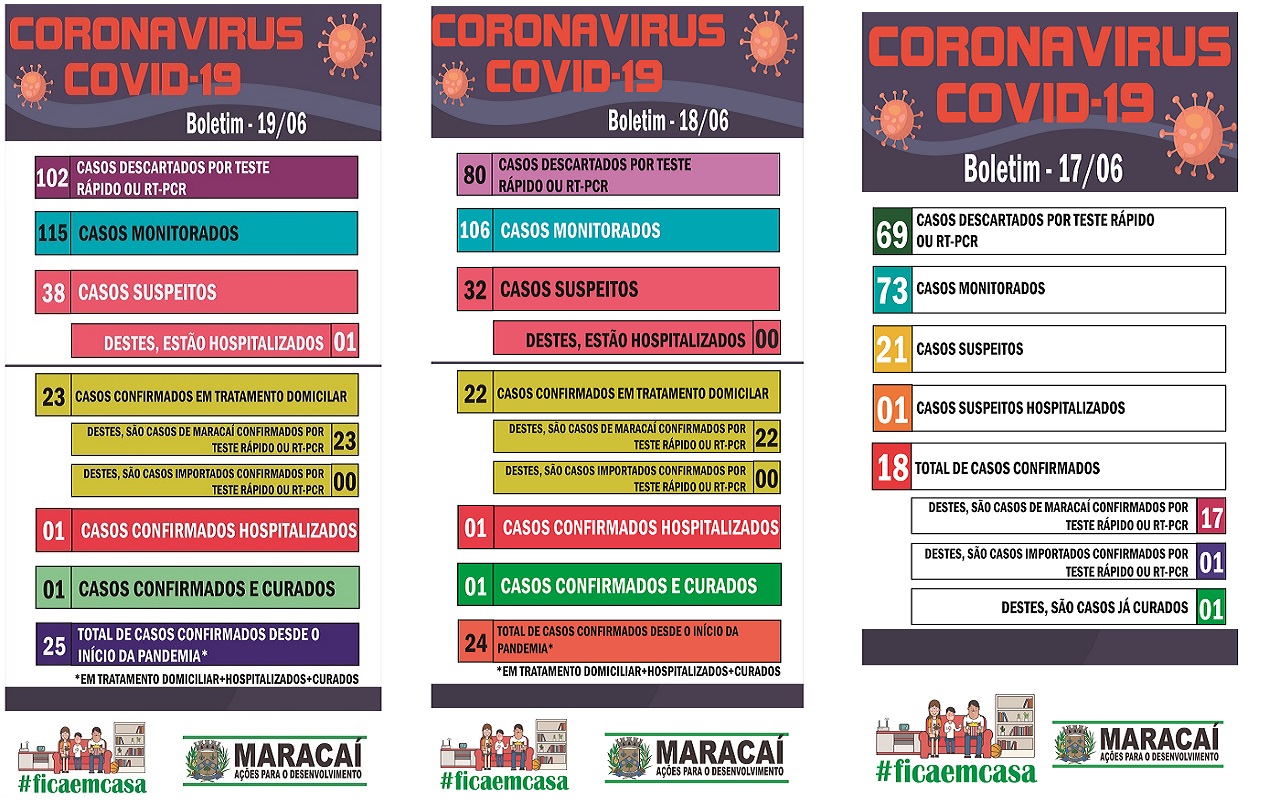 CORONAVIRUS
COVID-19
Boletim - 19/06
102
CASOS DESCARTADOS POR TESTE
RÁPIDO OU RT-PCR
115 CASOS MONITORADOS
38 CASOS SUSPEITOS
DESTES, ESTÃO HOSPITALIZADOS 01
23 CASOS CONFIRMADOS EM TRATAMENTO DOMICILAR
DESTES, SÃO CASOS DE MARACAÍ CONFIRMADOS POR
TESTE RÁPIDO OU RT-PCR
23
DESTES, SÃO CASOS IMPORTADOS CONFIRMADOS POR
TESTE RÁPIDO OU RT-PCR
00
01 CASOS CONFIRMADOS HOSPITALIZADOS
01 CASOS CONFIRMADOS E CURADOS
25
TOTAL DE CASOS CONFIRMADOS DESDE O
INÍCIO DA PANDEMIA*
*EM TRATAMENTO DOMICILIAR+HOSPITALIZADOS+CURADOS
#ficaemcasa
MARACAÍ
AÇÕES PARA O DESENVOLVIMENTO
CORONAVIRUS
COVID-19
Boletim - 18/06
80
CASOS DESCARTADOS POR TESTE
RÁPIDO OU RT-PCR
106 CASOS MONITORADOS
32 CASOS SUSPEITOS
DESTES, ESTÃO HOSPITALIZADOS 00
22 CASOS CONFIRMADOS EM TRATAMENTO DOMICILAR
DESTES, SÃO CASOS DE MARACAÍ CONFIRMADOS POR
TESTE RÁPIDO OU RT-PCR
22
DESTES, SÃO CASOS IMPORTADOS CONFIRMADOS POR
TESTE RÁPIDO OU RT-PCR
00
01 CASOS CONFIRMADOS HOSPITALIZADOS
01 CASOS CONFIRMADOS E CURADOS
24
TOTAL DE CASOS CONFIRMADOS DESDE O INÍCIO DA
PANDEMIA*
*EM TRATAMENTO DOMICILIAR+HOSPITALIZADOS+CURADOS
#ficaemcasa
MARACAÍ
AÇÕES PARA O DESENVOLVIMENTO
CORONAVIRUS
COVID-19
Boletim - 17/06
69
CASOS DESCARTADOS POR TESTE RÁPIDO
OU RT-PCR
73 CASOS MONITORADOS
21 CASOS SUSPEITOS
01 CASOS SUSPEITOS HOSPITALIZADOS
18 TOTAL DE CASOS CONFIRMADOS
DESTES, SÃO CASOS DE MARACAÍ CONFIRMADOS POR
TESTE RÁPIDO OU RT-PCR
17
DESTES, SÃO CASOS IMPORTADOS CONFIRMADOS POR
TESTE RÁPIDO OU RT-PCR
01
DESTES, SÃO CASOS JÁ CURADOS 01
#ficaemcasa
MARACAÍ
AÇÕES PARA O DESENVOLVIMENTO